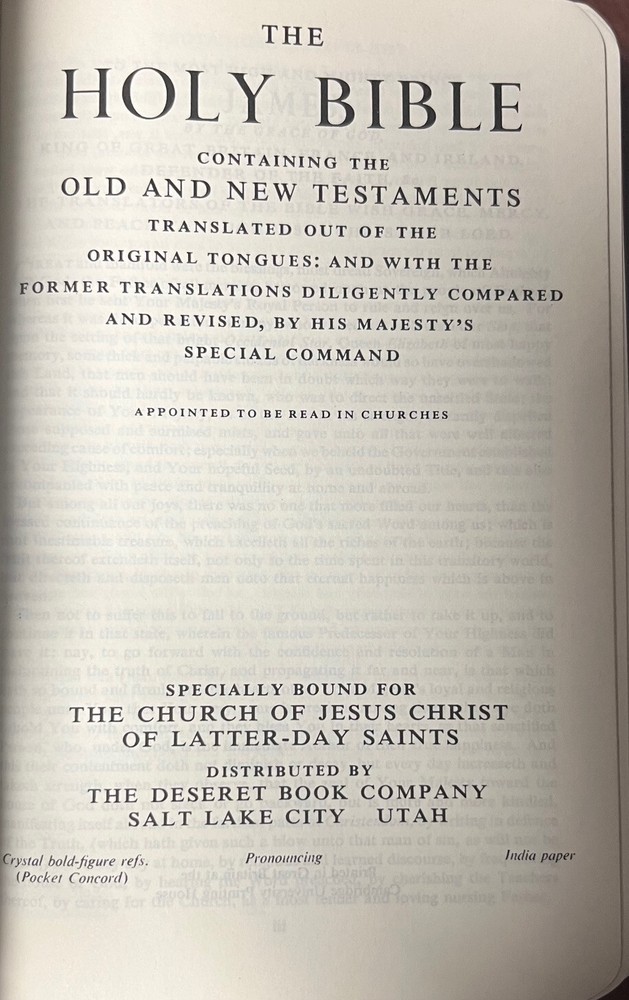 THE
HOLY BIBLE
CONTAINING THE
OLD AND NEW TESTAMENTS
TRANSLATED OUT OF THE
ORIGINAL TONGUES: AND WITH THE
FORMER TRANSLATIONS DILIGENTLY COMPARED
AND REVISED, BY HIS MAJESTY'S
SPECIAL COMMAND
APPOINTED TO BE READ IN CHURCHES
SPECIALLY BOUND FOR
THE CHURCH OF JESUS CHRIST
OF LATTER-DAY SAINTS
DISTRIBUTED BY
THE DESERET BOOK COMPANY
SALT LAKE CITY UTAH
Crystal bold-figure refs. Pronouncing India paper
(Pocket Concord)